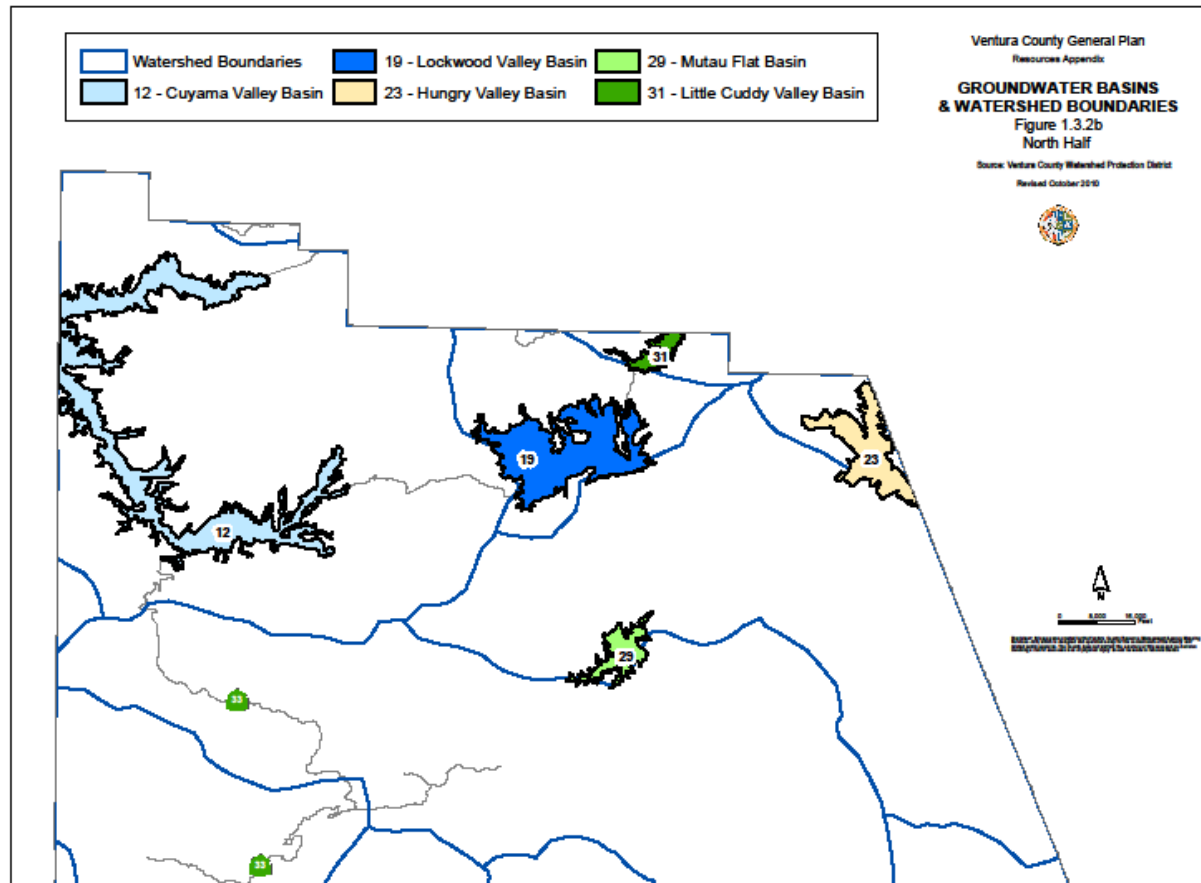 Ventura County General Plan
Resources Appendix
GROUNDWATER BASINS
& WATERSHED BOUNDARIES
Figure 1.3.2b
North Half
Source: Ventura County Watershed Protection District
Revised October 2010
Watershed Boundaries
19 - Lockwood Valley Basin
29 - Mutau Flat Basin
12 - Cuyama Valley Basin
23 - Hungry Valley Basin
31 - Little Cuddy Valley Basin
31
19
23
12
29
33
33
N
0
Feet